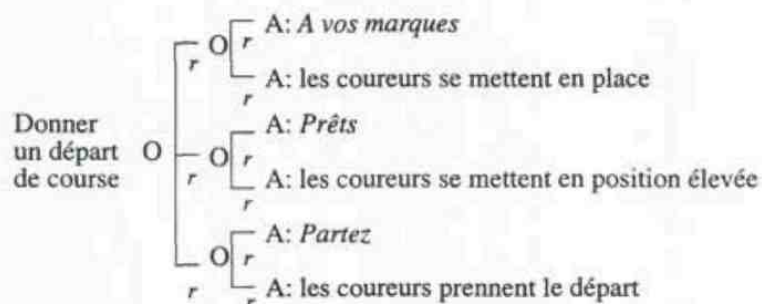 r O r A: A vos marques
r A: les coureurs se mettent en place
Donner
un départ O
de course
r O r A: Prêts
r A: les coureurs se mettent en position élevée
r O r A: Partez
r A: les coureurs prennent le départ